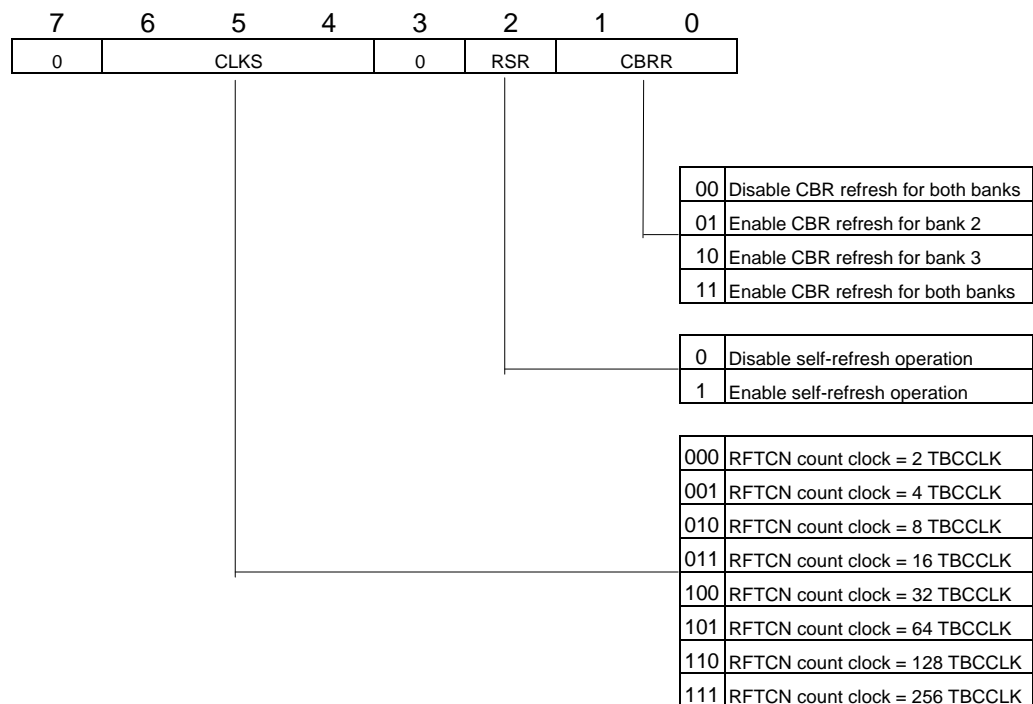 7 6 5 4 3 2 1 0
0 CLKS 0 RSR CBRR
00 Disable CBR refresh for both banks
01 Enable CBR refresh for bank 2
10 Enable CBR refresh for bank 3
11 Enable CBR refresh for both banks
0 Disable self-refresh operation
1 Enable self-refresh operation
000 RFTCN count clock = 2 TBCCLK
001 RFTCN count clock = 4 TBCCLK
010 RFTCN count clock = 8 TBCCLK
011 RFTCN count clock = 16 TBCCLK
100 RFTCN count clock = 32 TBCCLK
101 RFTCN count clock = 64 TBCCLK
110 RFTCN count clock = 128 TBCCLK
111 RFTCN count clock = 256 TBCCLK